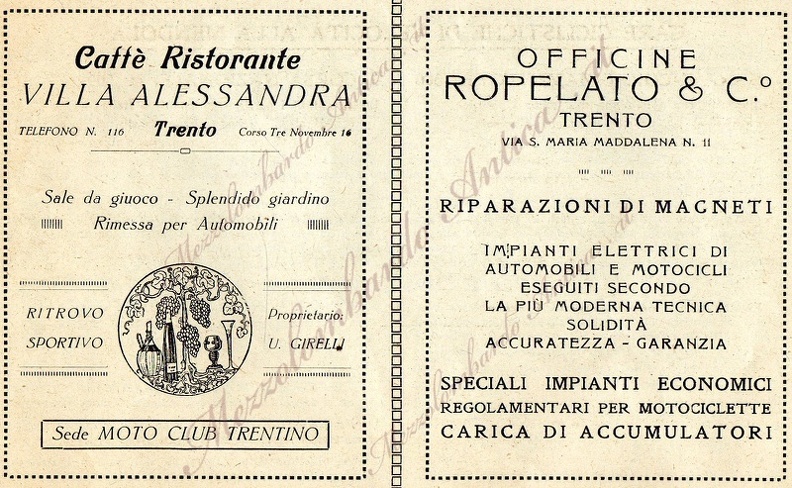 Caffè Ristorante
VILLA ALESSANDRA
TELEFONO N. 116 Trento Corso Tre Novembre 16
Sale da giuoco - Splendido giardino
Rimessa per Automobili
RITROVO
SPORTIVO
Proprietario:
U. GIRELLI
Sede MOTO CLUB TRENTINO
OFFICINE
ROPELATO & C.º
TRENTO
VIA S. MARIA MADDALENA N. 11
RIPARAZIONI DI MAGNETI
IMPIANTI ELETTRICI DI
AUTOMOBILI E MOTOCICLI
ESEGUITI SECONDO
LA PIÙ MODERNA TECNICA
SOLIDITÀ
ACCURATEZZA - GARANZIA
SPECIALI IMPIANTI ECONOMICI
REGOLAMENTARI PER MOTOCICLETTE
CARICA DI ACCUMULATORI
Mezzolombardo Antica.it